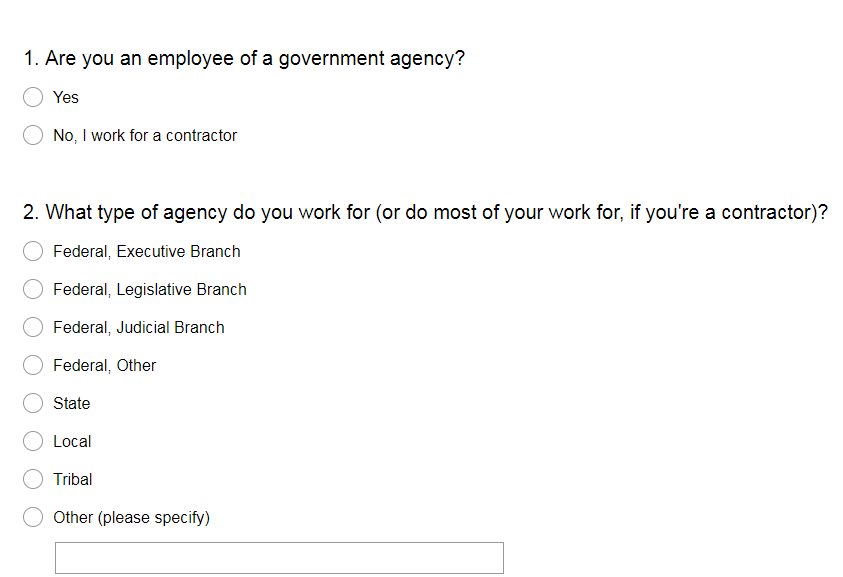 1. Are you an employee of a government agency?
Yes
No, I work for a contractor
2. What type of agency do you work for (or do most of your work for, if you're a contractor)?
Federal, Executive Branch
Federal, Legislative Branch
Federal, Judicial Branch
Federal, Other
State
Local
Tribal
Other (please specify)